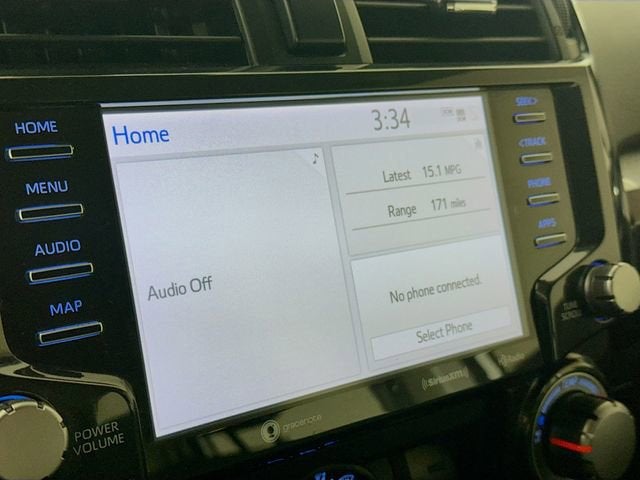 HOME
MENU
AUDIO
MAP
POWER
VOLUME
Home
3:34
Audio Off
Latest 15.1 MPG
Range 171 miles
No phone connected.
Select Phone
SEEK>
<TRACK
PHONE
APPS
TUNE
SCROLL
gracenote
SiriusXM